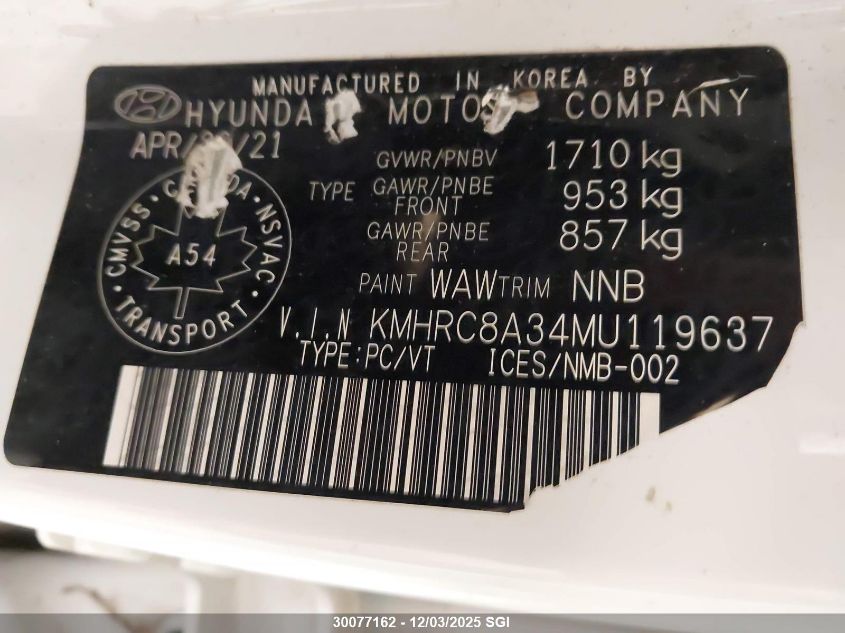 MANUFACTURED IN KOREA BY
HYUNDAI MOTOR COMPANY
GVWR/PNBV 1710 kg
TYPE GAWR/PNBE FRONT 953 kg
GAWR/PNBE REAR 857 kg
CMVSS · CANADA · NSVAC · TRANSPORT ·
A54
PAINT WAW TRIM NNB
V.I.N KMHRC8A34MU119637
TYPE:PC/VT ICES/NMB-002
30077162 - 12/03/2025 SGI